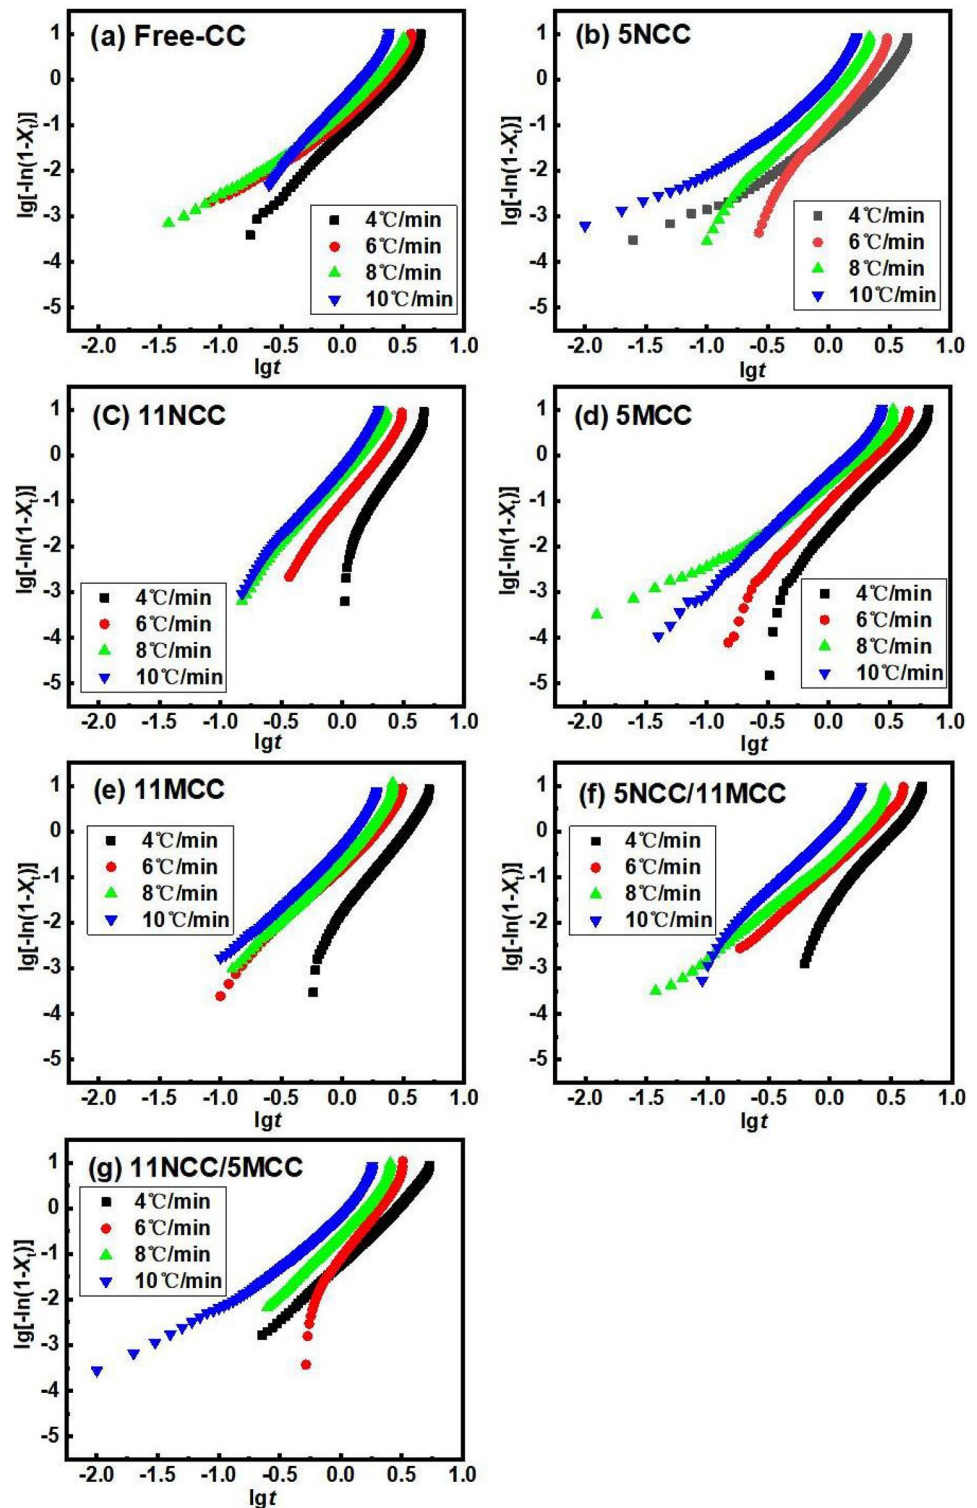 (a) Free-CC
lg[-ln(1-Xt)]
1
0
-1
-2
-3
-4
-5
4℃/min
6℃/min
8℃/min
10℃/min
-2.0 -1.5 -1.0 -0.5 0.0 0.5 1.0
lgt
(b) 5NCC
lg[-ln(1-Xt)]
1
0
-1
-2
-3
-4
-5
4℃/min
6℃/min
8℃/min
10℃/min
-2.0 -1.5 -1.0 -0.5 0.0 0.5 1.0
lgt
(C) 11NCC
lg[-ln(1-Xt)]
1
0
-1
-2
-3
-4
-5
4℃/min
6℃/min
8℃/min
10℃/min
-2.0 -1.5 -1.0 -0.5 0.0 0.5 1.0
lgt
(d) 5MCC
lg[-ln(1-Xt)]
1
0
-1
-2
-3
-4
-5
4℃/min
6℃/min
8℃/min
10℃/min
-2.0 -1.5 -1.0 -0.5 0.0 0.5 1.0
lgt
(e) 11MCC
lg[-ln(1-Xt)]
1
0
-1
-2
-3
-4
-5
4℃/min
6℃/min
8℃/min
10℃/min
-2.0 -1.5 -1.0 -0.5 0.0 0.5 1.0
lgt
(f) 5NCC/11MCC
lg[-ln(1-Xt)]
1
0
-1
-2
-3
-4
-5
4℃/min
6℃/min
8℃/min
10℃/min
-2.0 -1.5 -1.0 -0.5 0.0 0.5 1.0
lgt
(g) 11NCC/5MCC
lg[-ln(1-Xt)]
1
0
-1
-2
-3
-4
-5
4℃/min
6℃/min
8℃/min
10℃/min
-2.0 -1.5 -1.0 -0.5 0.0 0.5 1.0
lgt